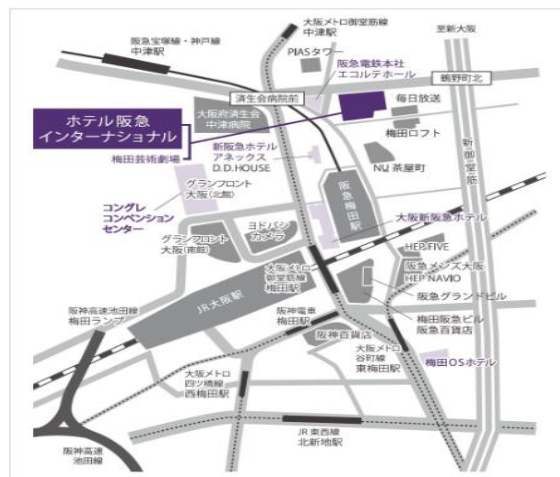 大阪メトロ御堂筋線
中津駅
至新大阪
阪急宝塚線・神戸線
中津駅
PIASタワー
阪急電鉄本社
エコルテホール
鶴野町北
済生会病院前
ホテル阪急
インターナショナル
梅田芸術劇場
大阪府済生会
中津病院
毎日放送
梅田ロフト
新阪急ホテル
アネックス
D.D.HOUSE
NU 茶屋町
新御堂筋
コングレ
コンベンション
センター
グランフロント
大阪(北館)
阪急梅田駅
グランフロント
大阪(南館)
ヨドバシ
カメラ
大阪新阪急ホテル
HEP FIVE
大阪メトロ
御堂筋線
梅田駅
阪急メンズ大阪
HEP NAVIO
阪急グランドビル
阪神高速池田線
梅田ランプ
JR大阪駅
阪神電車
梅田駅
梅田阪急ビル
阪急百貨店
阪神百貨店
大阪メトロ
谷町線
東梅田駅
梅田OSホテル
大阪メトロ
四ツ橋線
西梅田駅
JR東西線
北新地駅
阪神高速
池田線